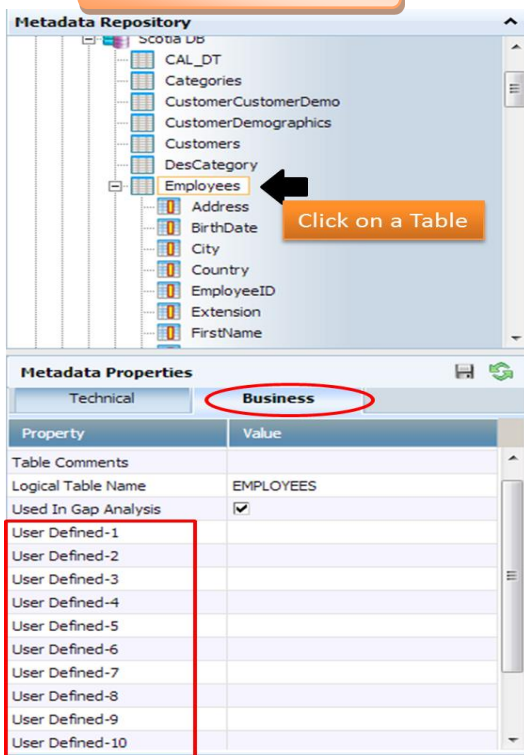 Metadata Repository
Scotia DB
CAL_DT
Categories
CustomerCustomerDemo
CustomerDemographics
Customers
DesCategory
Employees
Click on a Table
Address
BirthDate
City
Country
EmployeeID
Extension
FirstName
Metadata Properties
Technical Business
Property Value
Table Comments
Logical Table Name EMPLOYEES
Used In Gap Analysis
User Defined-1
User Defined-2
User Defined-3
User Defined-4
User Defined-5
User Defined-6
User Defined-7
User Defined-8
User Defined-9
User Defined-10